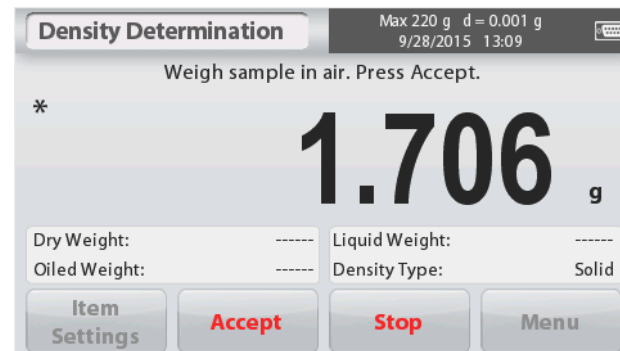 Density Determination
Max 220 g d = 0.001 g
9/28/2015 13:09
Weigh sample in air. Press Accept.
*
1.706 g
Dry Weight: ------ Liquid Weight: ------
Oiled Weight: ------ Density Type: Solid
Item
Settings
Accept
Stop
Menu